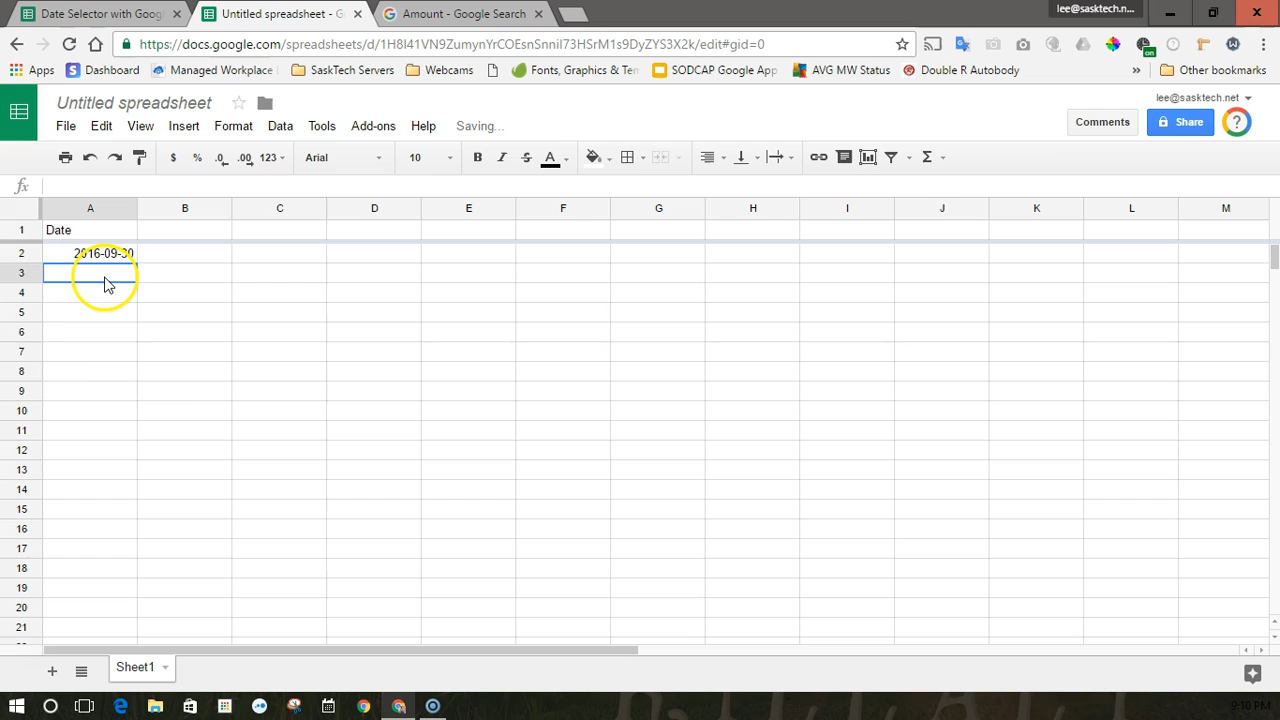 Date Selector with Goog
Untitled spreadsheet - G
Amount - Google Search
lee@sasktech.n...
https://docs.google.com/spreadsheets/d/
/edit#gid=0
Apps
Dashboard
Managed Workplace
SaskTech Servers
Webcams
Fonts, Graphics & Te
SODCAP Google App
AVG MW Status
Double R Autobody
»
Other bookmarks
Untitled spreadsheet
lee@sasktech.net
File Edit View Insert Format Data Tools Add-ons Help Saving...
Comments
Share
$ % .0 .00 123 Arial 10 B I S A Σ
fx
A B C D E F G H I J K L M
1 Date
2 2016-09-30
3
4
5
6
7
8
9
10
11
12
13
14
15
16
17
18
19
20
21
Sheet1
9:10 PM